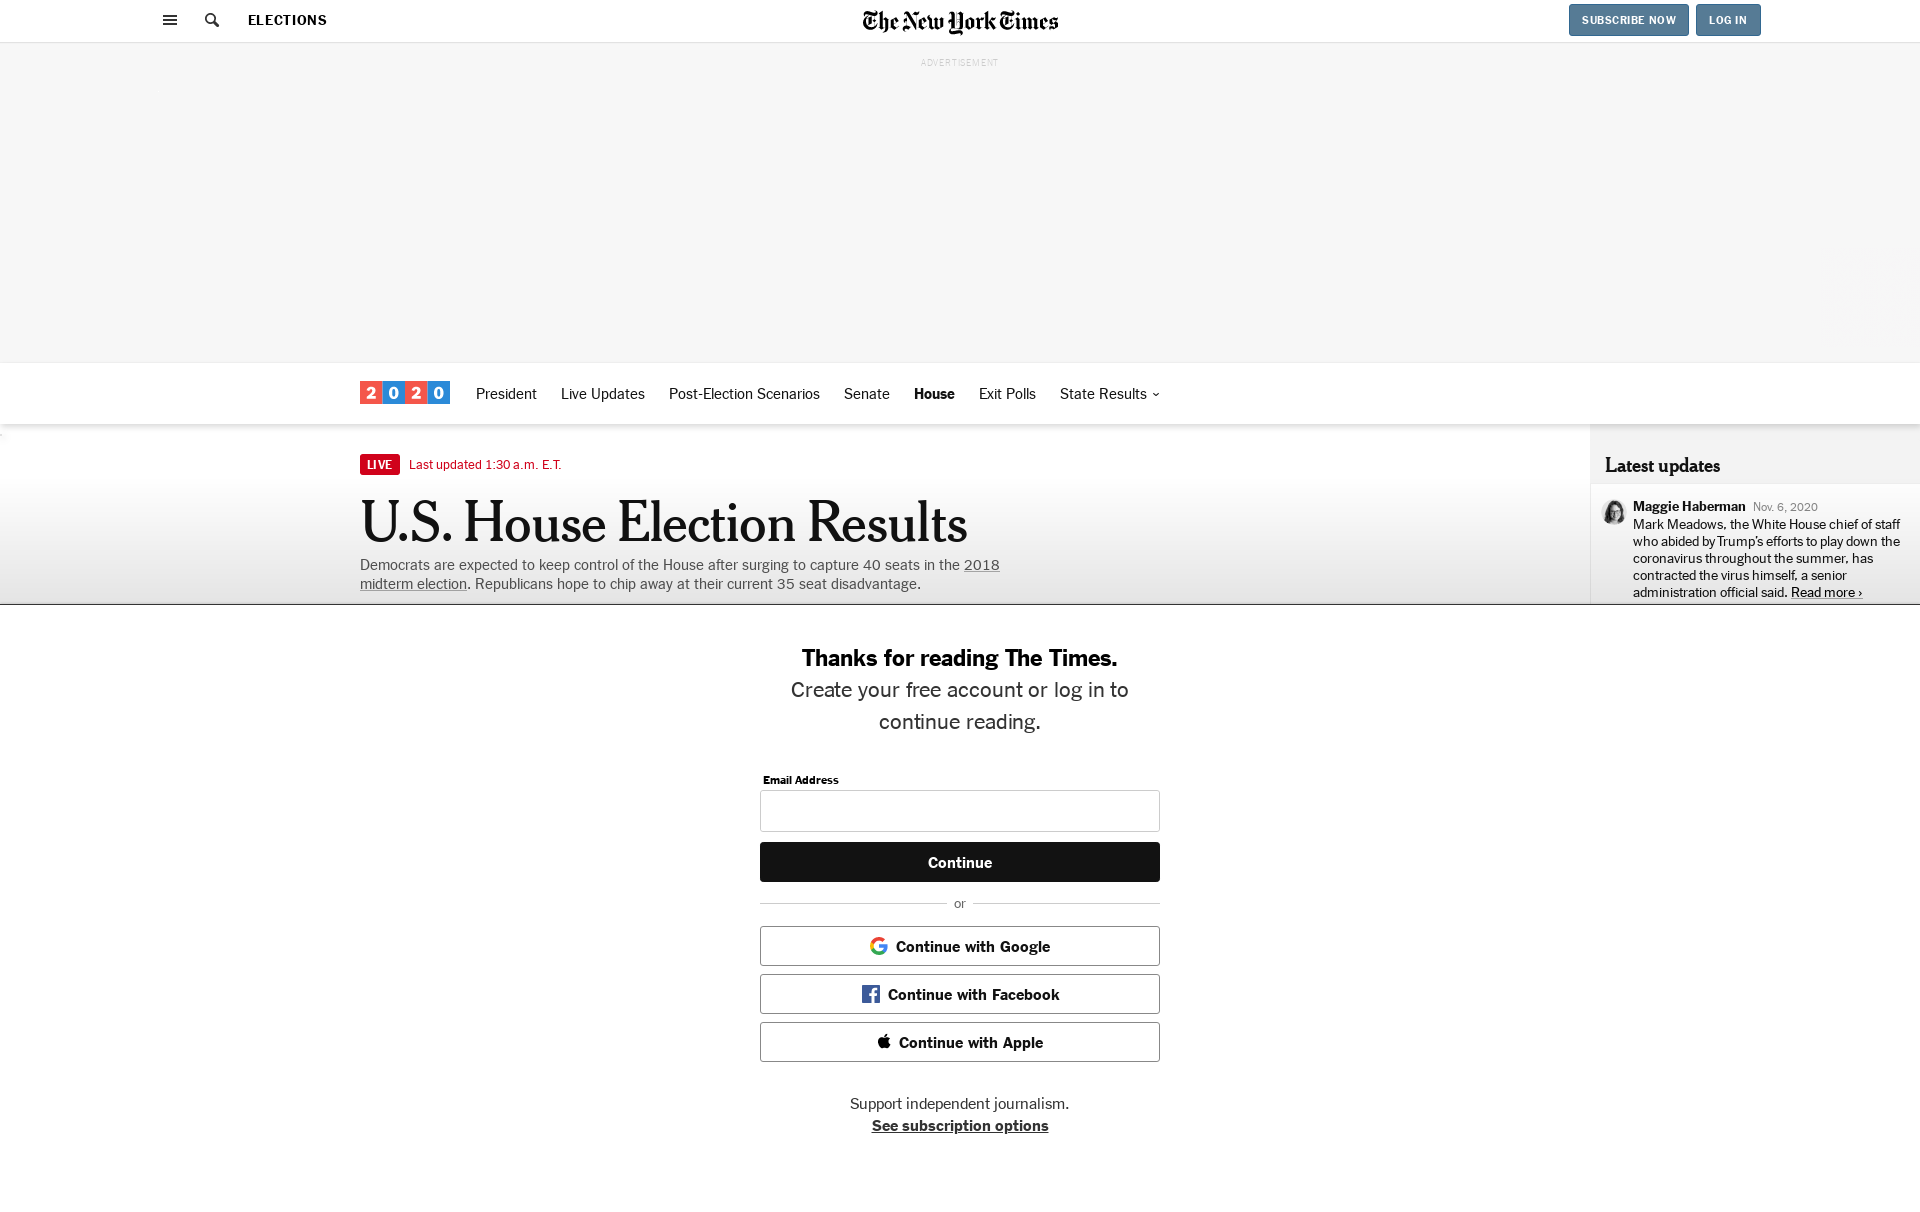 ELECTIONS
The New York Times
SUBSCRIBE NOW
LOG IN
ADVERTISEMENT
2020
President
Live Updates
Post-Election Scenarios
Senate
House
Exit Polls
State Results
LIVE
Last updated 1:30 a.m. E.T.
U.S. House Election Results
Democrats are expected to keep control of the House after surging to capture 40 seats in the 2018
midterm election. Republicans hope to chip away at their current 35 seat disadvantage.
Latest updates
Maggie Haberman Nov. 6, 2020
Mark Meadows, the White House chief of staff
who abided by Trump’s efforts to play down the
coronavirus throughout the summer, has
contracted the virus himself, a senior
administration official said. Read more ›
Thanks for reading The Times.
Create your free account or log in to
continue reading.
Email Address
Continue
or
Continue with Google
Continue with Facebook
Continue with Apple
Support independent journalism.
See subscription options